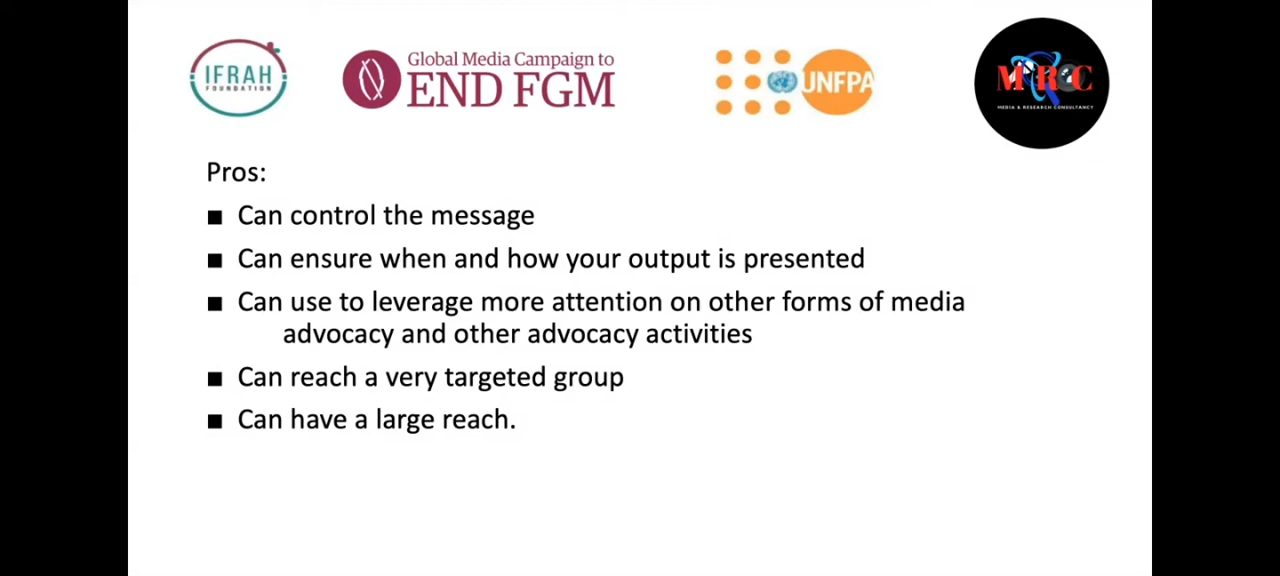 IFRAH
FOUNDATION
Global Media Campaign to
END FGM
UNFPA
MRC
MEDIA & RESEARCH CONSULTANCY
Pros:
■ Can control the message
■ Can ensure when and how your output is presented
■ Can use to leverage more attention on other forms of media
advocacy and other advocacy activities
■ Can reach a very targeted group
■ Can have a large reach.